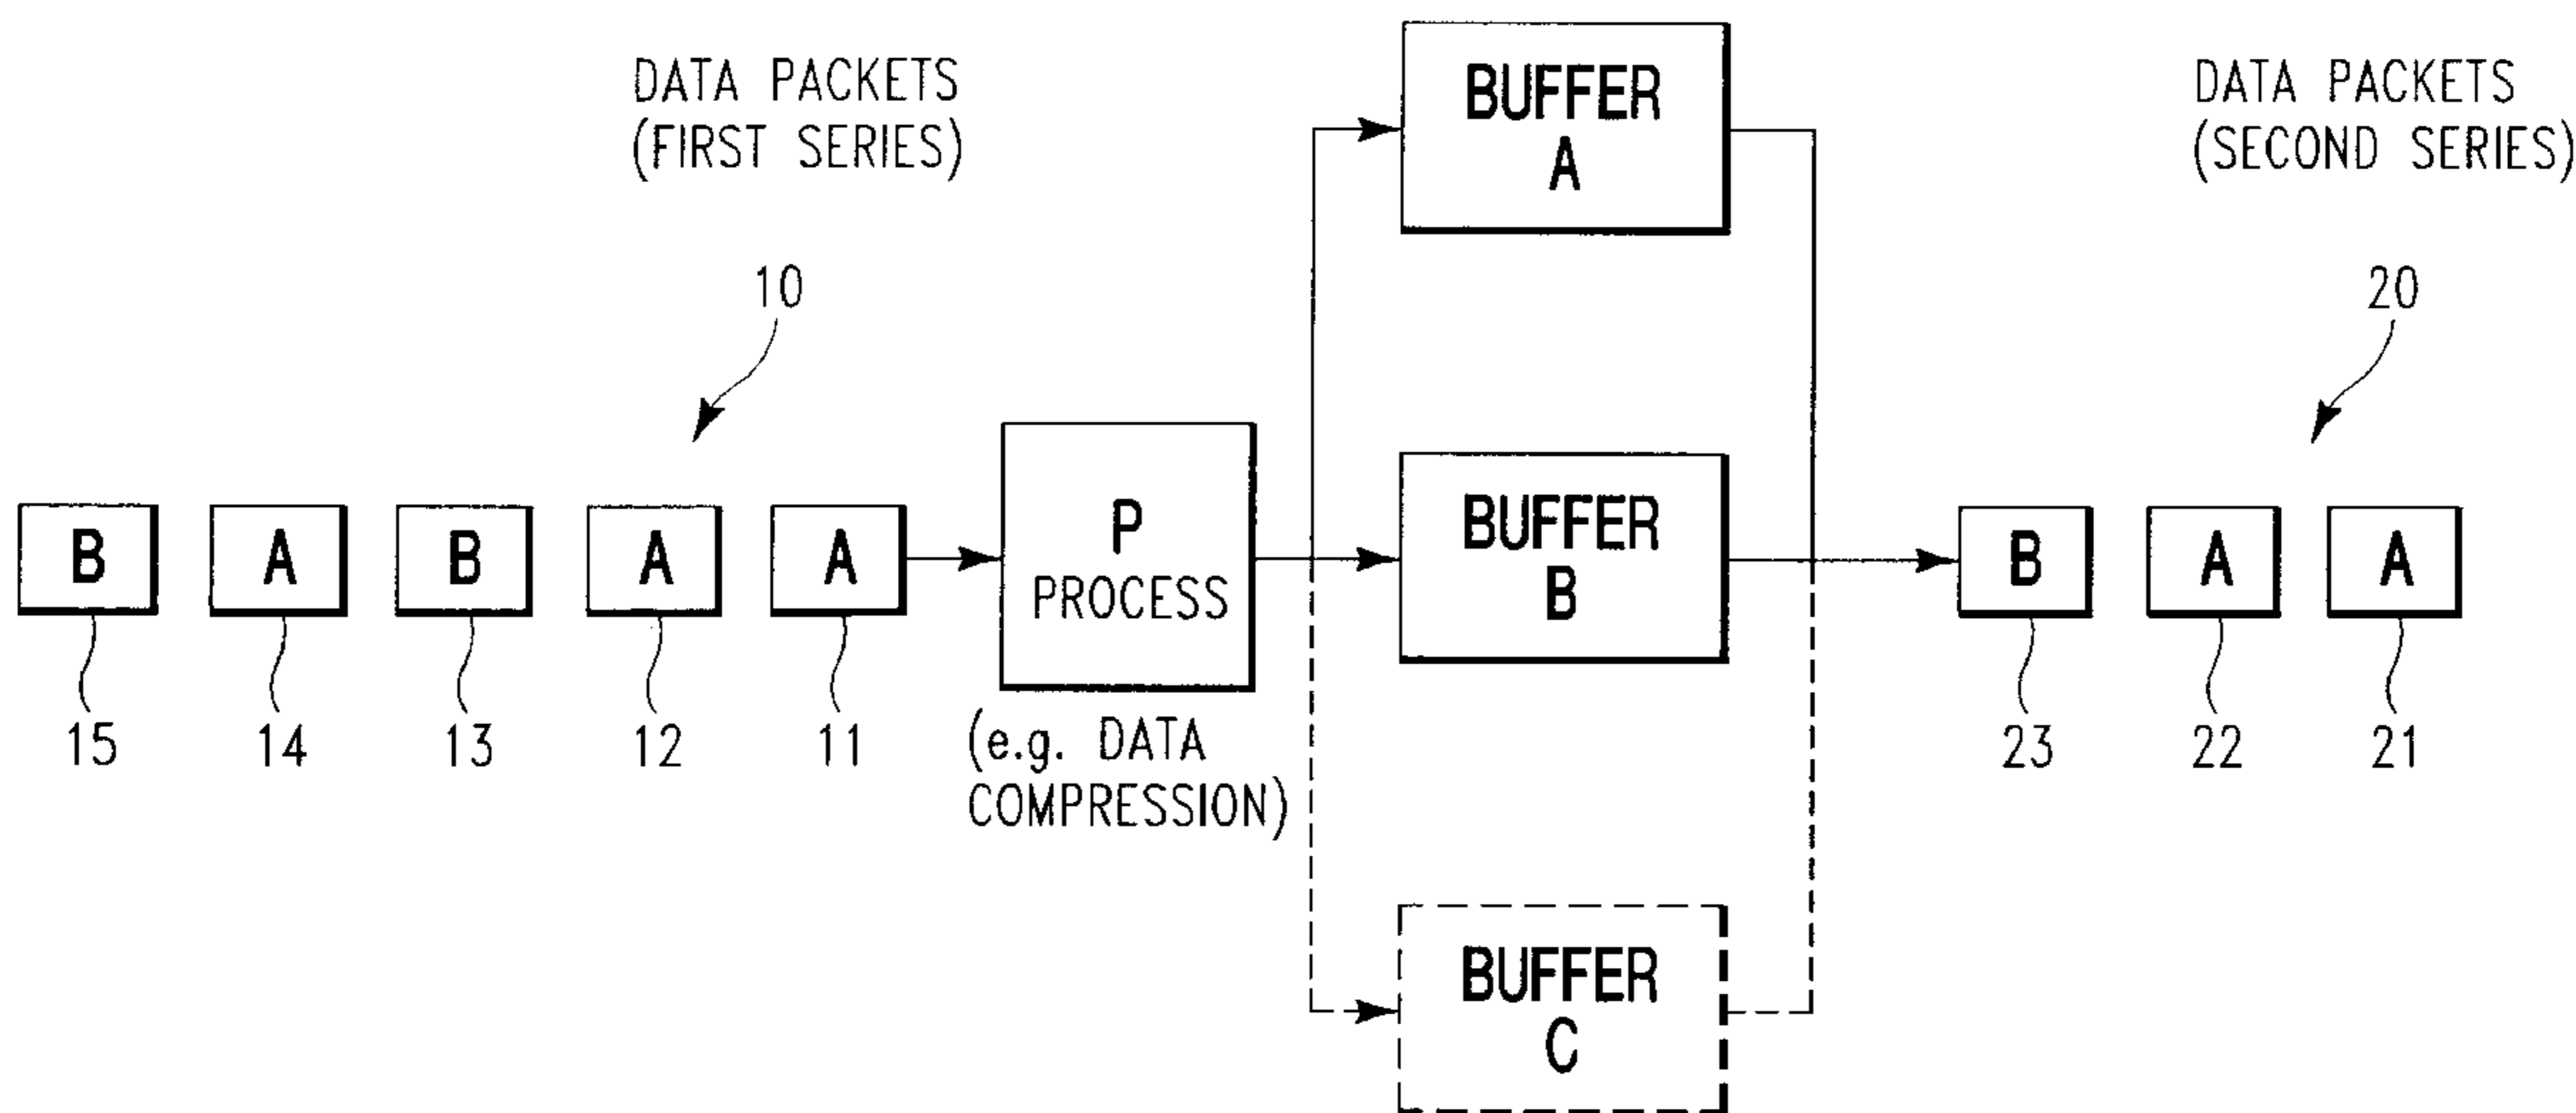 DATA PACKETS
(FIRST SERIES)
10
BUFFER
A
DATA PACKETS
(SECOND SERIES)
20
B
A
B
A
A
P
PROCESS
(e.g. DATA
COMPRESSION)
BUFFER
B
B
A
A
15
14
13
12
11
23
22
21
BUFFER
C